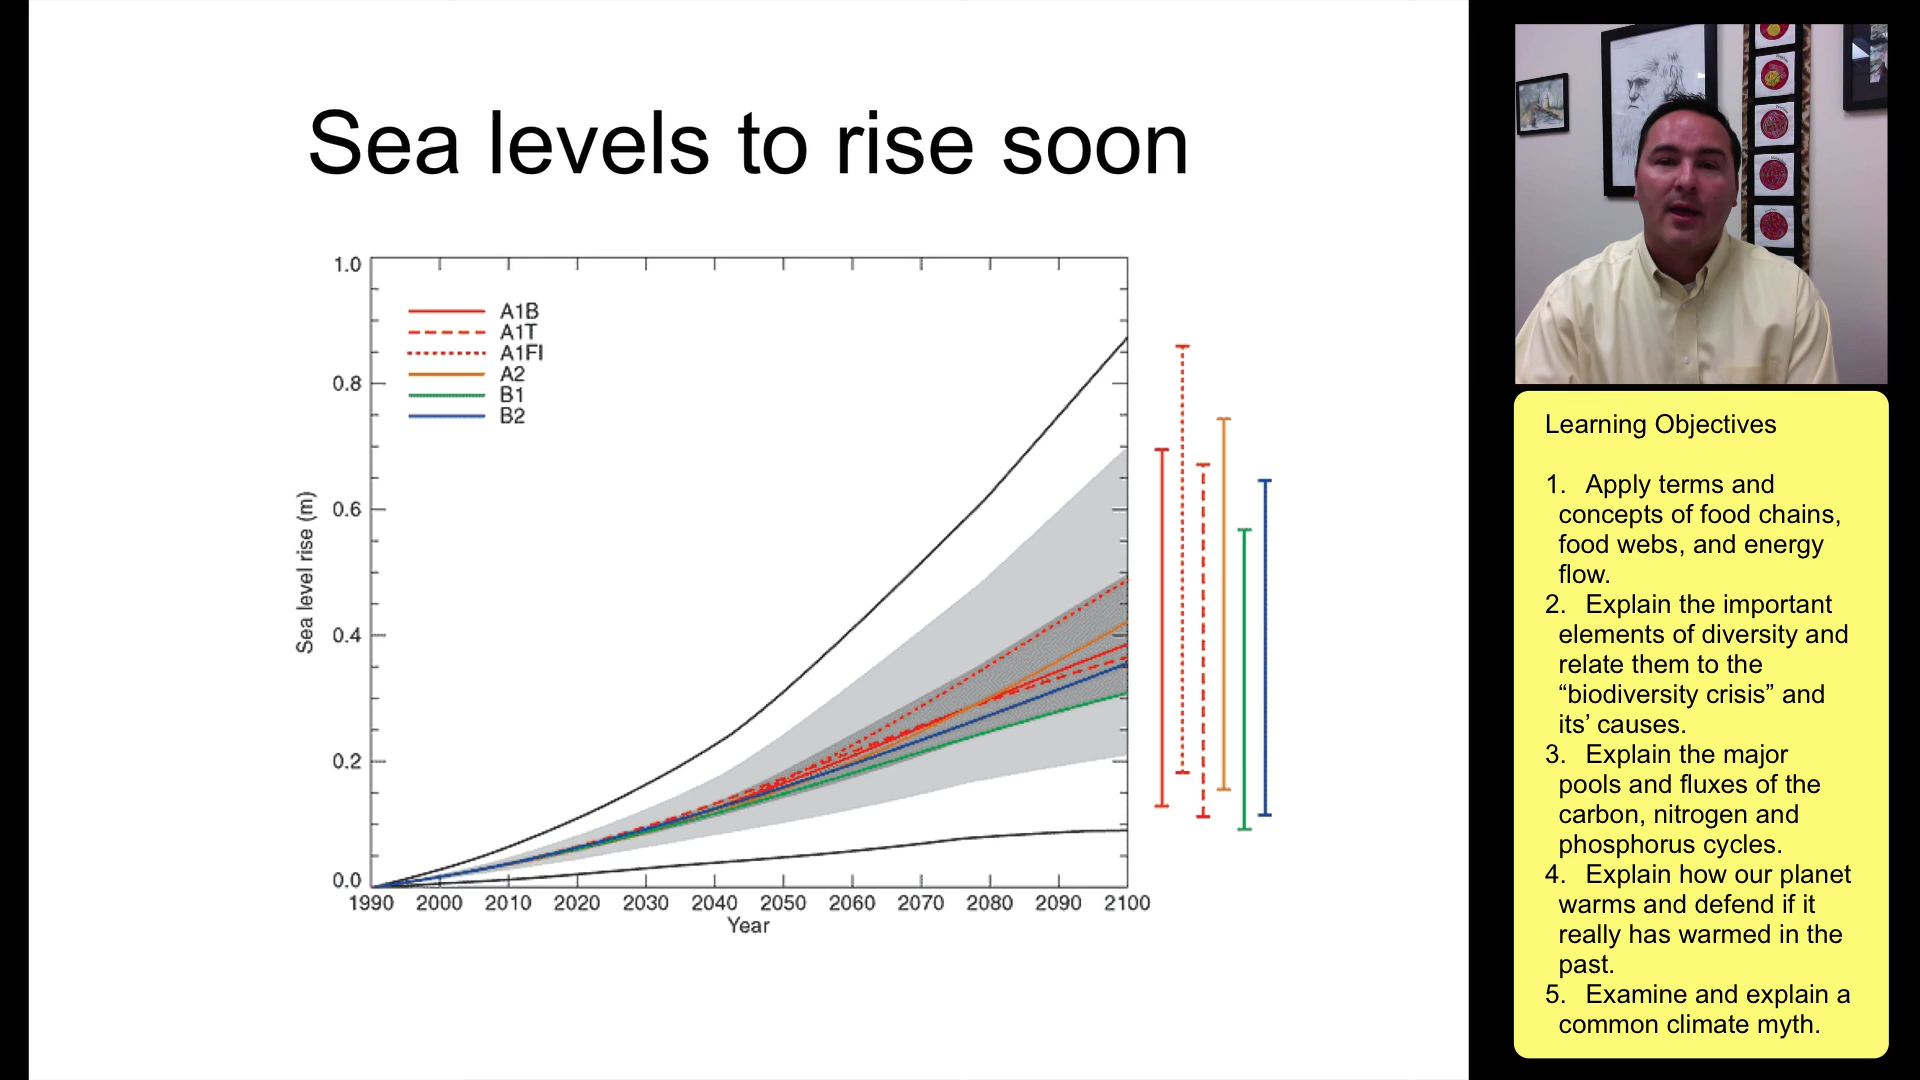 Sea levels to rise soon
1.0
0.8
0.6
0.4
0.2
0.0
Sea level rise (m)
A1B
A1T
A1FI
A2
B1
B2
1990 2000 2010 2020 2030 2040 2050 2060 2070 2080 2090 2100
Year
Learning Objectives
1. Apply terms and
concepts of food chains,
food webs, and energy
flow.
2. Explain the important
elements of diversity and
relate them to the
“biodiversity crisis” and
its’ causes.
3. Explain the major
pools and fluxes of the
carbon, nitrogen and
phosphorus cycles.
4. Explain how our planet
warms and defend if it
really has warmed in the
past.
5. Examine and explain a
common climate myth.